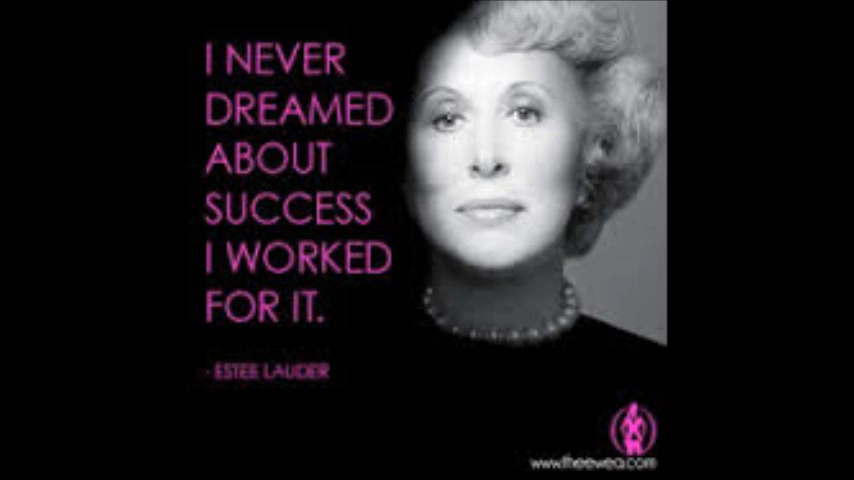 I NEVER
DREAMED
ABOUT
SUCCESS
I WORKED
FOR IT.
- ESTEE LAUDER
www.theewea.com